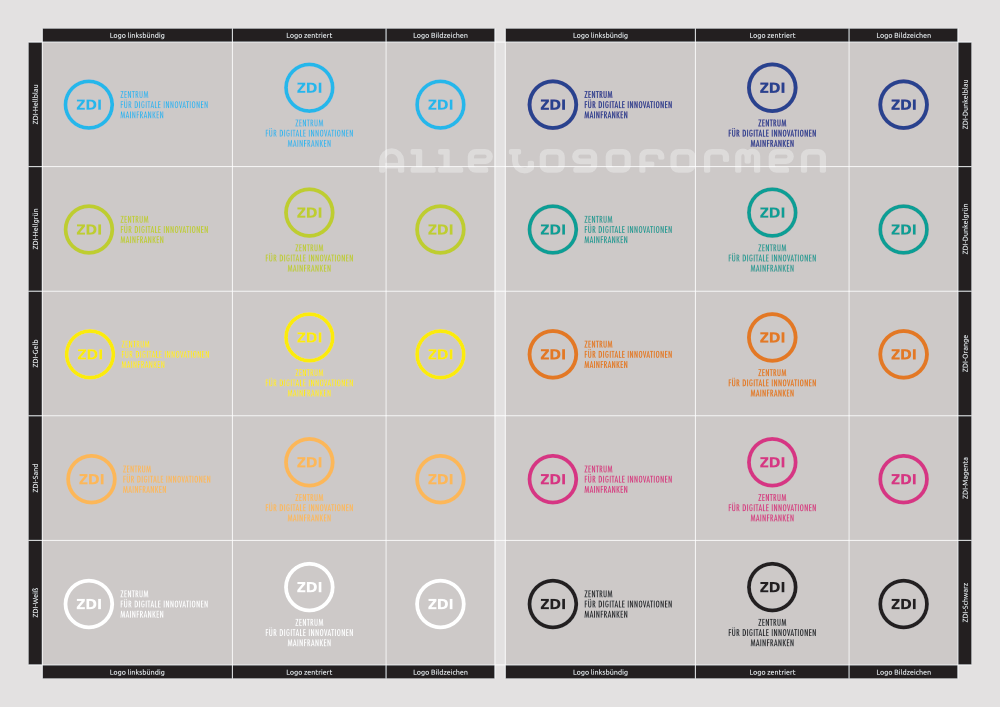 Logo linksbündig Logo zentriert Logo Bildzeichen Logo linksbündig Logo zentriert Logo Bildzeichen
ZDI-Hellblau
ZDI
ZENTRUM
FÜR DIGITALE INNOVATIONEN
MAINFRANKEN
ZDI
ZENTRUM
FÜR DIGITALE INNOVATIONEN
MAINFRANKEN
ZDI
ZDI
ZENTRUM
FÜR DIGITALE INNOVATIONEN
MAINFRANKEN
ZDI
ZENTRUM
FÜR DIGITALE INNOVATIONEN
MAINFRANKEN
ZDI
ZDI-Dunkelblau
Alle Logoformen
ZDI-Hellgrün
ZDI
ZENTRUM
FÜR DIGITALE INNOVATIONEN
MAINFRANKEN
ZDI
ZENTRUM
FÜR DIGITALE INNOVATIONEN
MAINFRANKEN
ZDI
ZDI
ZENTRUM
FÜR DIGITALE INNOVATIONEN
MAINFRANKEN
ZDI
ZENTRUM
FÜR DIGITALE INNOVATIONEN
MAINFRANKEN
ZDI
ZDI-Dunkelgrün
ZDI-Gelb
ZDI
ZENTRUM
FÜR DIGITALE INNOVATIONEN
MAINFRANKEN
ZDI
ZENTRUM
FÜR DIGITALE INNOVATIONEN
MAINFRANKEN
ZDI
ZDI
ZENTRUM
FÜR DIGITALE INNOVATIONEN
MAINFRANKEN
ZDI
ZENTRUM
FÜR DIGITALE INNOVATIONEN
MAINFRANKEN
ZDI
ZDI-Orange
ZDI-Sand
ZDI
ZENTRUM
FÜR DIGITALE INNOVATIONEN
MAINFRANKEN
ZDI
ZENTRUM
FÜR DIGITALE INNOVATIONEN
MAINFRANKEN
ZDI
ZDI
ZENTRUM
FÜR DIGITALE INNOVATIONEN
MAINFRANKEN
ZDI
ZENTRUM
FÜR DIGITALE INNOVATIONEN
MAINFRANKEN
ZDI
ZDI-Magenta
ZDI-Weiß
ZDI
ZENTRUM
FÜR DIGITALE INNOVATIONEN
MAINFRANKEN
ZDI
ZENTRUM
FÜR DIGITALE INNOVATIONEN
MAINFRANKEN
ZDI
ZDI
ZENTRUM
FÜR DIGITALE INNOVATIONEN
MAINFRANKEN
ZDI
ZENTRUM
FÜR DIGITALE INNOVATIONEN
MAINFRANKEN
ZDI
ZDI-Schwarz
Logo linksbündig Logo zentriert Logo Bildzeichen Logo linksbündig Logo zentriert Logo Bildzeichen